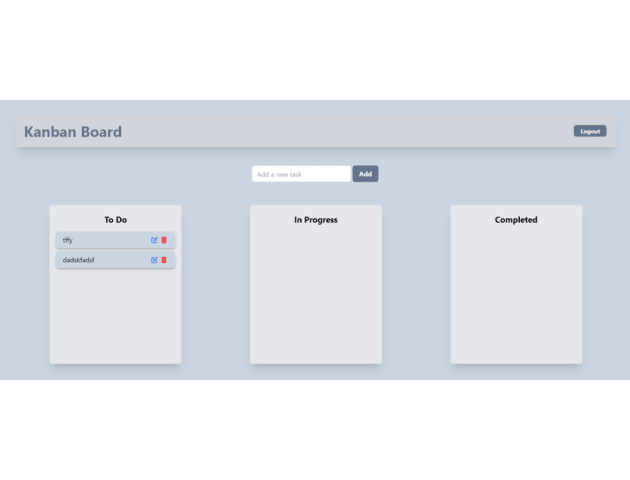 Kanban Board
Logout
Add a new task
Add
To Do
In Progress
Completed
tffy
dadskfadsf